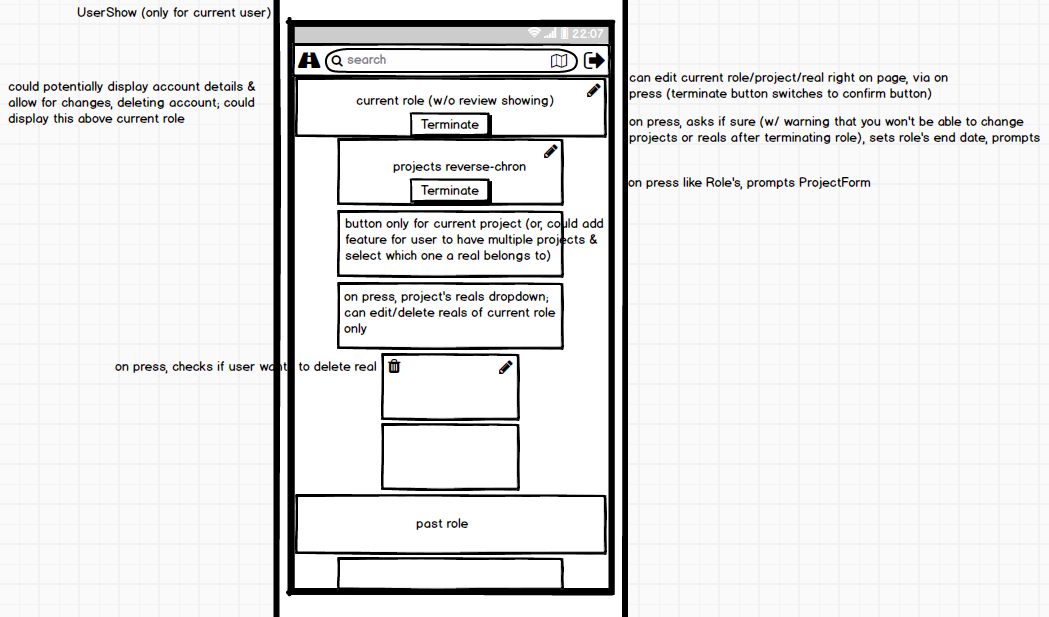 UserShow (only for current user)
22:07
search
could potentially display account details &
allow for changes, deleting account; could
display this above current role
can edit current role/project/real right on page, via on
press (terminate button switches to confirm button)
current role (w/o review showing)
Terminate
on press, asks if sure (w/ warning that you won't be able to change
projects or reals after terminating role), sets role's end date, prompts
projects reverse-chron
Terminate
on press like Role's, prompts ProjectForm
button only for current project (or, could add
feature for user to have multiple projects &
select which one a real belongs to)
on press, project's reals dropdown;
can edit/delete reals of current role
only
on press, checks if user wants to delete real
past role